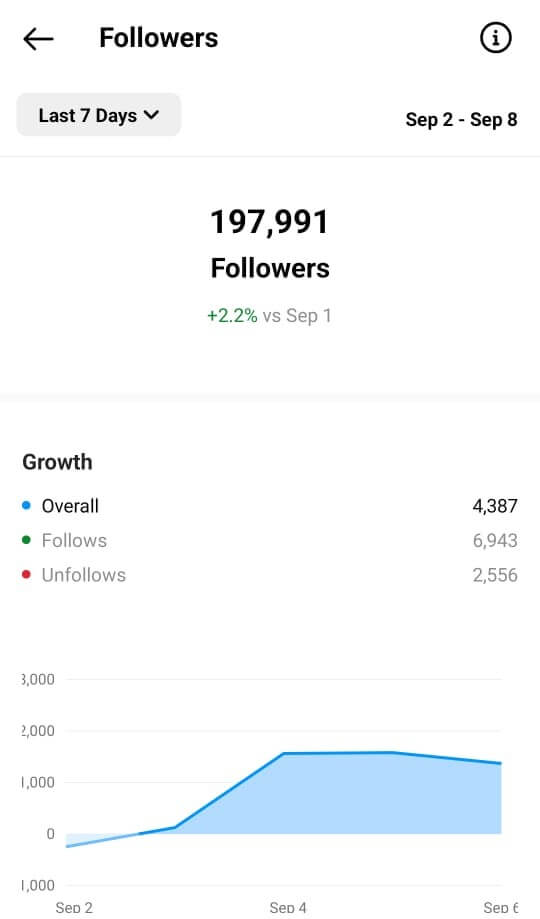 Followers
Last 7 Days
Sep 2 - Sep 8
197,991
Followers
+2.2% vs Sep 1
Growth
Overall 4,387
Follows 6,943
Unfollows 2,556
3,000
2,000
1,000
0
1,000
Sep 2 Sep 4 Sep 6